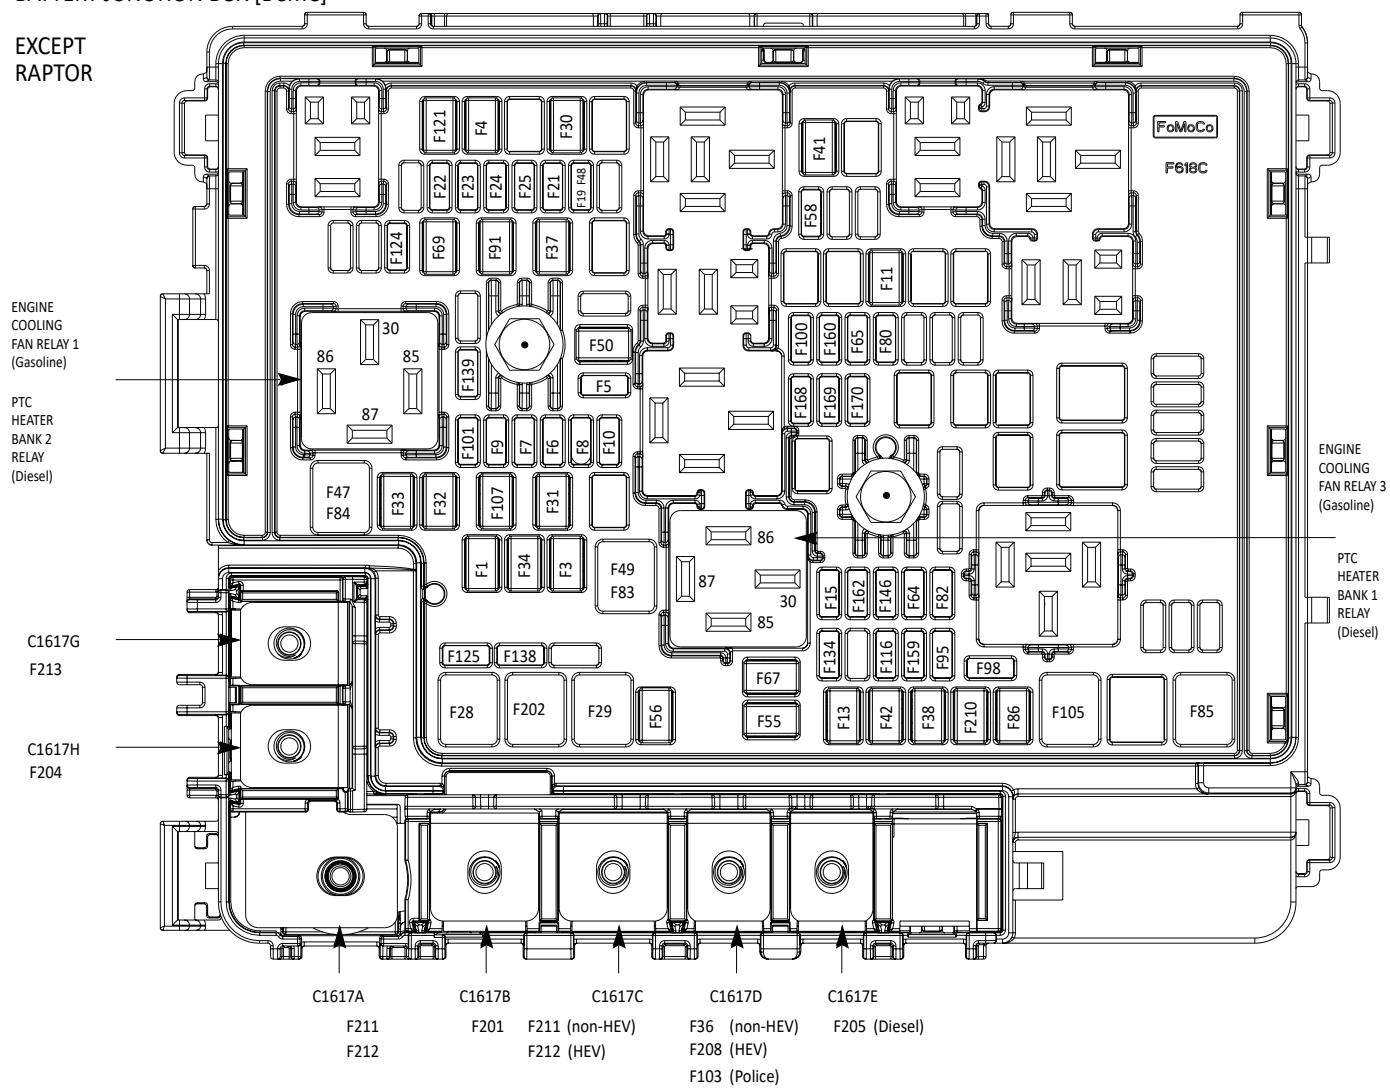 EXCEPT
RAPTOR
FoMoCo
F618C
F121
F4
F30
F41
F22
F23
F24
F25
F21
F19 F48
F58
F124
F69
F91
F37
F11
ENGINE
COOLING
FAN RELAY 1
(Gasoline)
PTC
HEATER
BANK 2
RELAY
(Diesel)
30
86
85
87
F139
F50
F5
F100
F160
F65
F80
F168
F169
F170
F101
F9
F7
F6
F8
F10
F47
F84
F33
F32
F107
F31
ENGINE
COOLING
FAN RELAY 3
(Gasoline)
PTC
HEATER
BANK 1
RELAY
(Diesel)
86
87
30
85
F1
F34
F3
F49
F83
F15
F162
F146
F64
F82
F134
F116
F159
F95
F98
F125
F138
F67
F28
F202
F29
F56
F55
F13
F42
F38
F210
F86
F105
F85
C1617G
F213
C1617H
F204
C1617A
F211
F212
C1617B
F201
C1617C
F211 (non-HEV)
F212 (HEV)
C1617D
F36 (non-HEV)
F208 (HEV)
F103 (Police)
C1617E
F205 (Diesel)